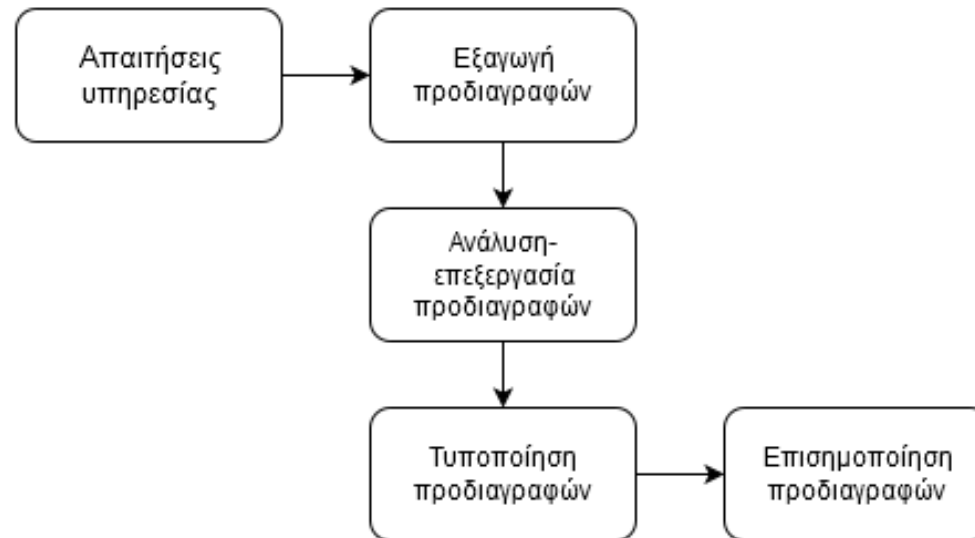 Απαιτήσεις
υπηρεσίας
Εξαγωγή
προδιαγραφών
Ανάλυση-
επεξεργασία
προδιαγραφών
Τυποποίηση
προδιαγραφών
Επισημοποίηση
προδιαγραφών